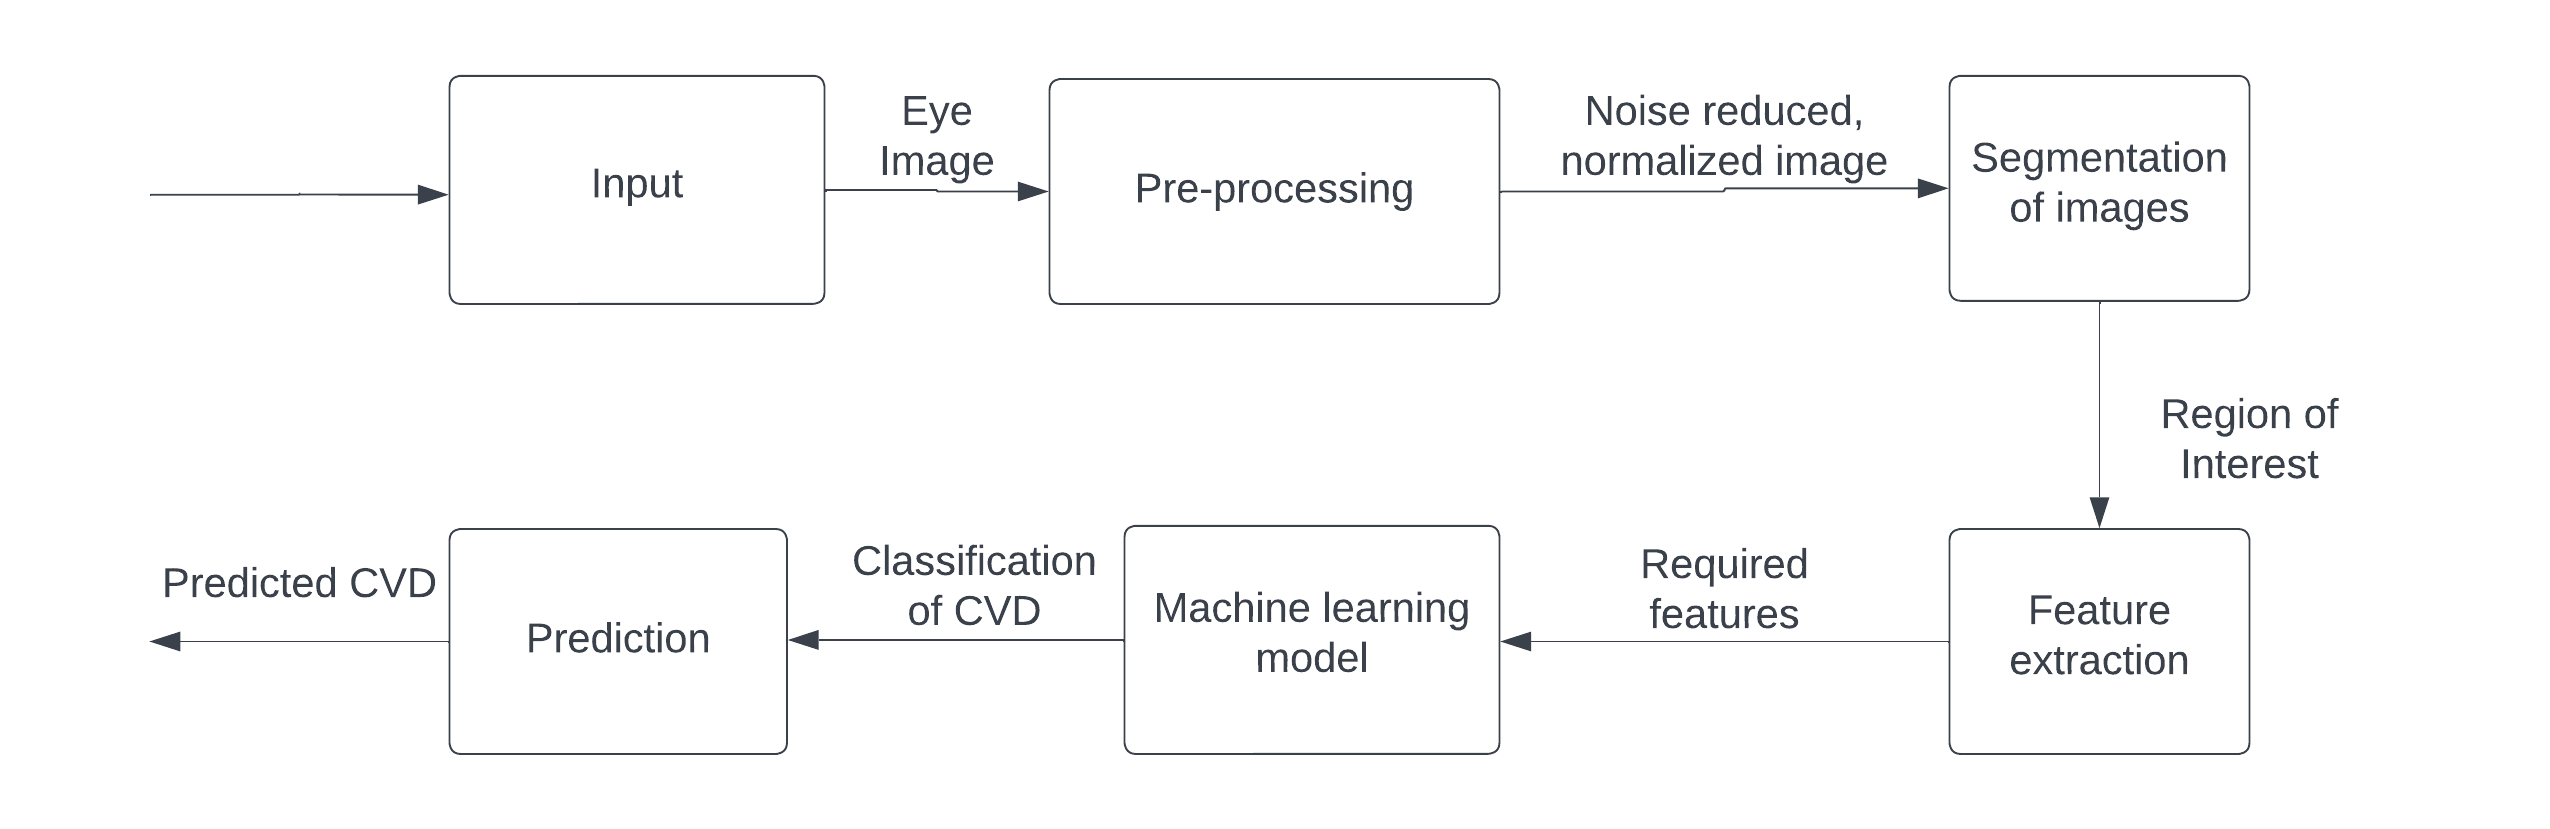 Input
Eye
Image
Pre-processing
Noise reduced,
normalized image
Segmentation
of images
Region of
Interest
Feature
extraction
Required
features
Machine learning
model
Classification
of CVD
Prediction
Predicted CVD